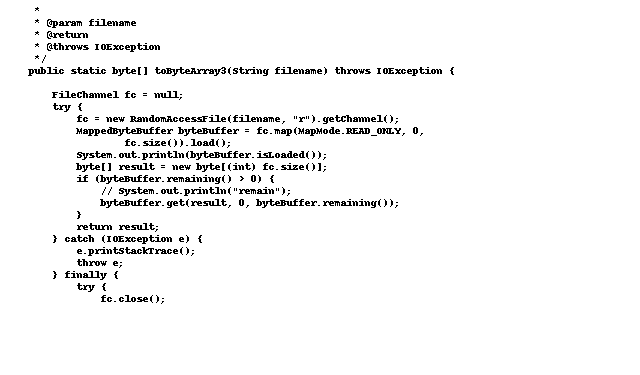 *
* @param filename
* @return
* @throws IOException
*/
public static byte[] toByteArray3(String filename) throws IOException {
FileChannel fc = null;
try {
fc = new RandomAccessFile(filename, "r").getChannel();
MappedByteBuffer byteBuffer = fc.map(MapMode.READ_ONLY, 0,
fc.size()).load();
System.out.println(byteBuffer.isLoaded());
byte[] result = new byte[(int) fc.size()];
if (byteBuffer.remaining() > 0) {
// System.out.println("remain");
byteBuffer.get(result, 0, byteBuffer.remaining());
}
return result;
} catch (IOException e) {
e.printStackTrace();
throw e;
} finally {
try {
fc.close();